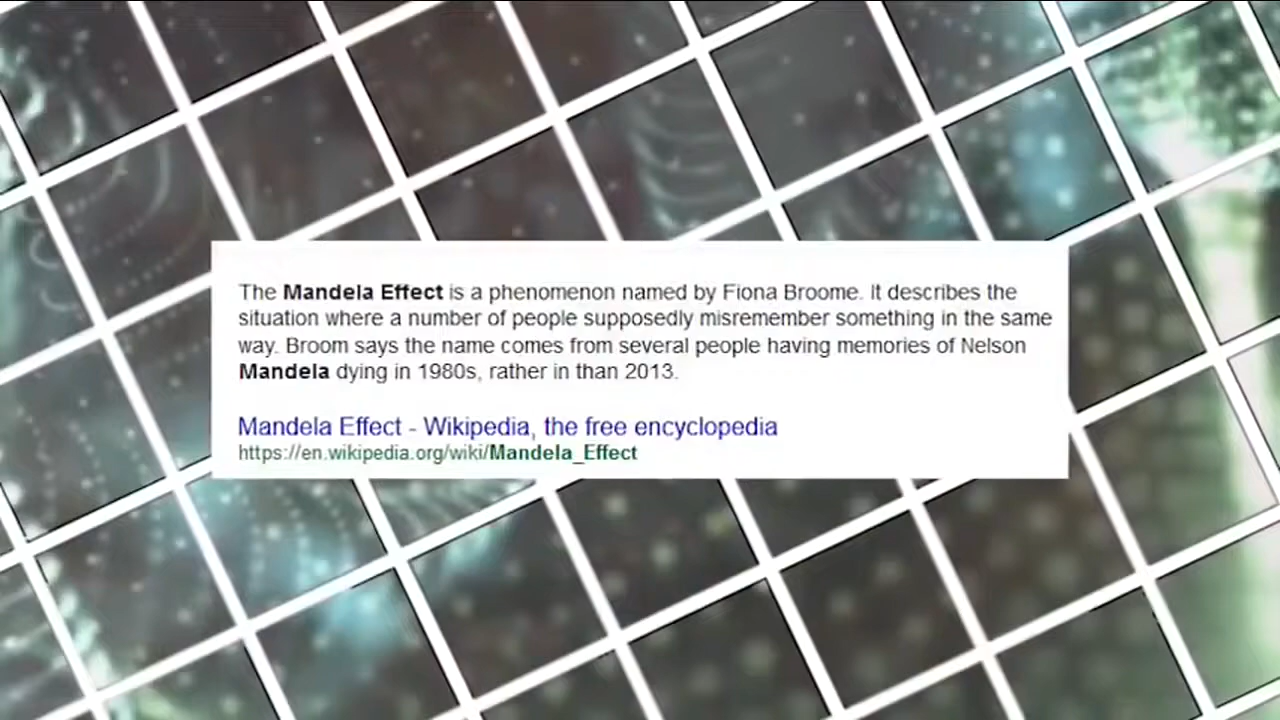 The Mandela Effect is a phenomenon named by Fiona Broome. It describes the
situation where a number of people supposedly misremember something in the same
way. Broom says the name comes from several people having memories of Nelson
Mandela dying in 1980s, rather in than 2013.
Mandela Effect - Wikipedia, the free encyclopedia
https://en.wikipedia.org/wiki/Mandela_Effect